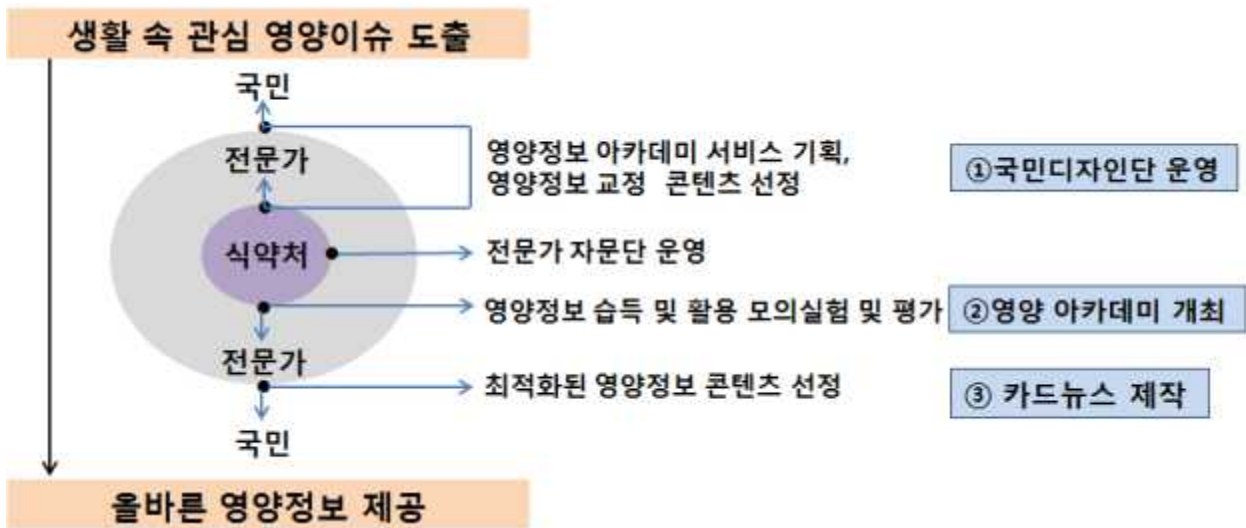 생활 속 관심 영양이슈 도출
국민
전문가
영양정보 아카데미 서비스 기획,
영양정보 교정 콘텐츠 선정
①국민디자인단 운영
식약처
전문가 자문단 운영
영양정보 습득 및 활용 모의실험 및 평가
②영양 아카데미 개최
전문가
최적화된 영양정보 콘텐츠 선정
③ 카드뉴스 제작
국민
올바른 영양정보 제공